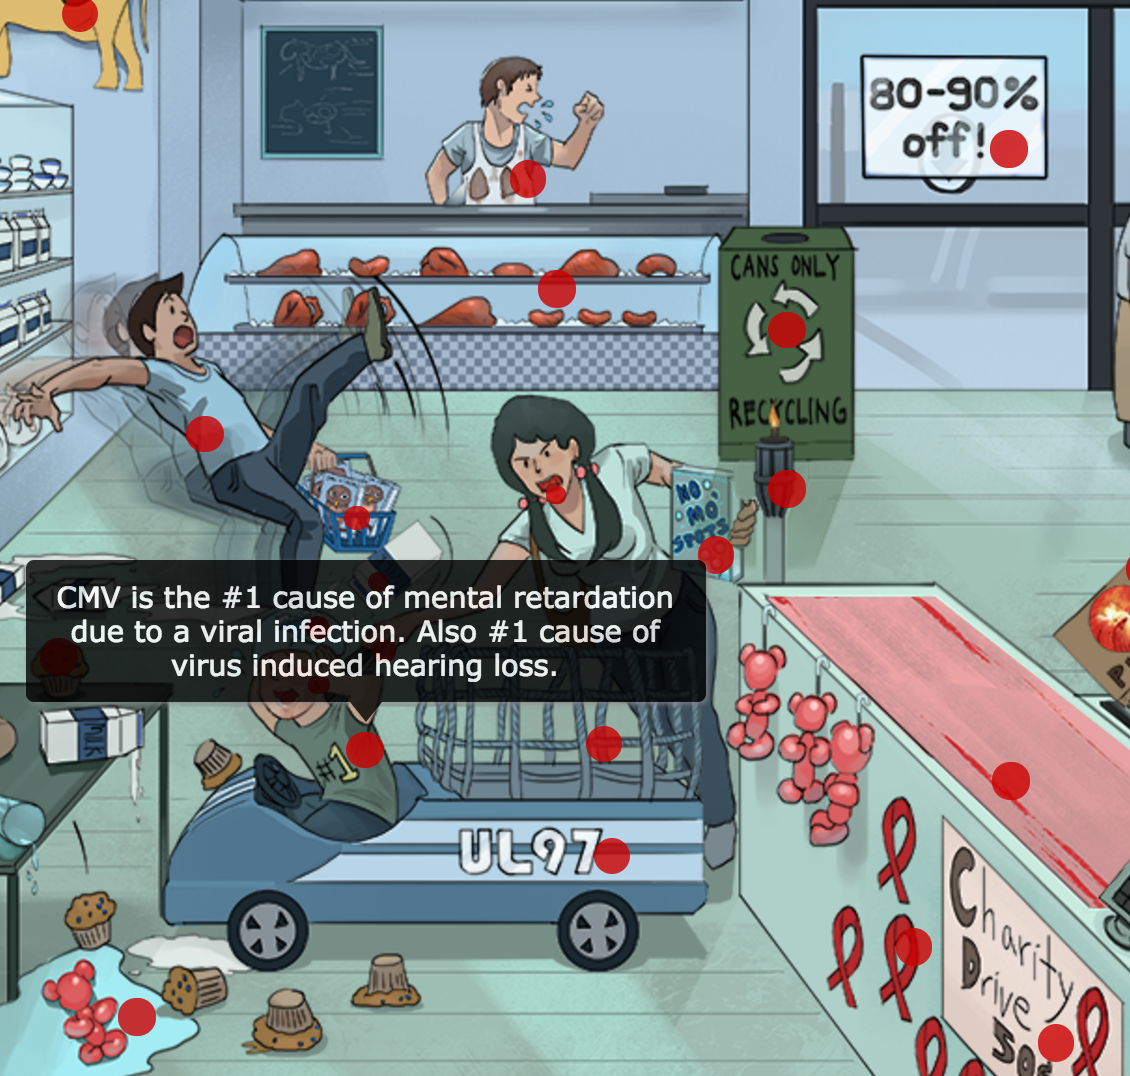 80-90%
off!
CANS ONLY
RECYCLING
NO
MO
SPOTS
CMV is the #1 cause of mental retardation
due to a viral infection. Also #1 cause of
virus induced hearing loss.
MILK
#1
UL97
Charity
Drive